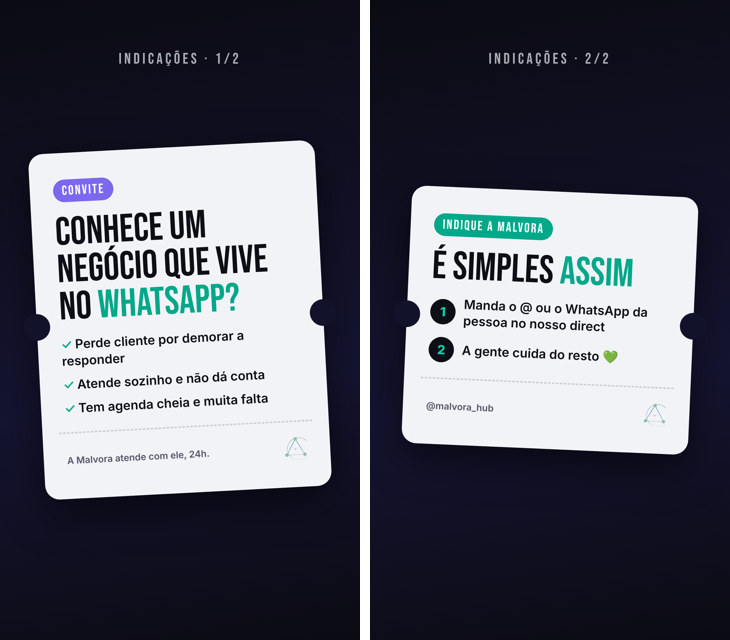 INDICAÇÕES · 1/2
CONVITE
CONHECE UM
NEGÓCIO QUE VIVE
NO WHATSAPP?
✓ Perde cliente por demorar a
responder
✓ Atende sozinho e não dá conta
✓ Tem agenda cheia e muita falta
A Malvora atende com ele, 24h.
INDICAÇÕES · 2/2
INDIQUE A MALVORA
É SIMPLES ASSIM
1 Manda o @ ou o WhatsApp da
pessoa no nosso direct
2 A gente cuida do resto 💚
@malvora_hub